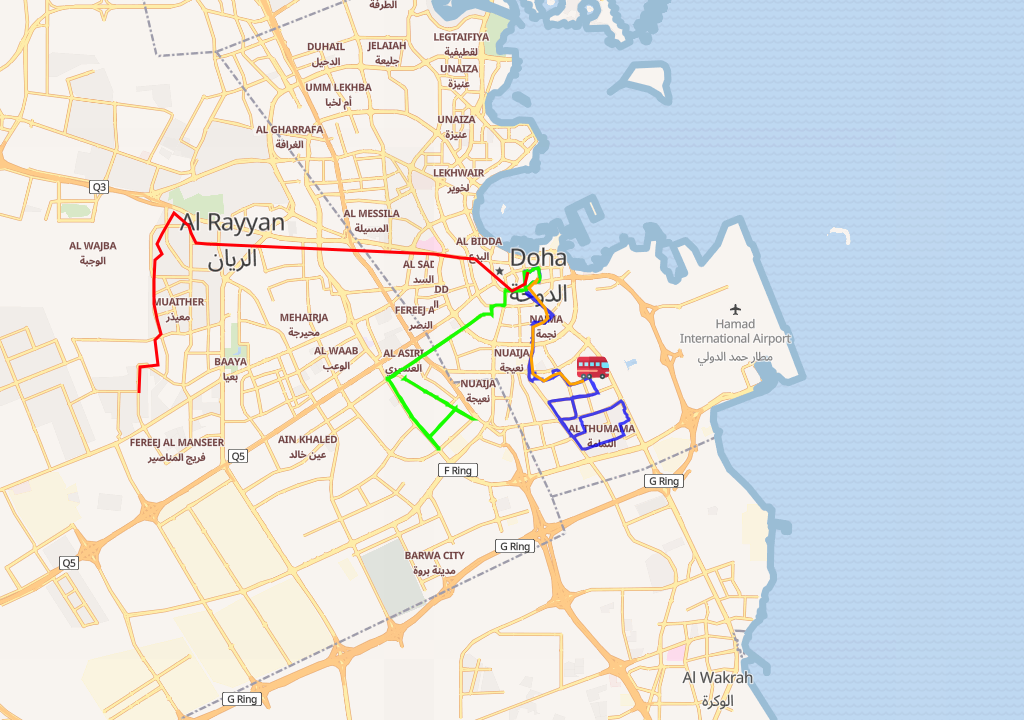 الطرفة
LEGTAIFIYA
لقطيفية
DUHAIL
الدحيل
JELAIAH
جليعة
UNAIZA
عنيزة
UMM LEKHBA
أم لخبا
UNAIZA
عنيزة
AL GHARRAFA
الغرافة
LEKHWAIR
لخوير
Q3
Al Rayyan
الريان
AL MESSILA
المسيلة
AL WAJBA
الوجبة
AL BIDDA
البدع
Doha
الدوحة
AL SAD
السد
DD
ال
MUAITHER
معيذر
MEHAIRJA
محيرجة
FEREEJ A
النصر
NAJMA
نجمة
Hamad
International Airport
مطار حمد الدولي
BAAYA
بعيا
AL WAAB
الوعب
AL ASIRI
العسيري
NUAIJA
نعيجة
NUAIJA
نعيجة
AL THUMAMA
الثمامة
FEREEJ AL MANSEER
فريج المناصير
AIN KHALED
عين خالد
Q5
F Ring
G Ring
G Ring
BARWA CITY
مدينة بروة
Q5
Al Wakrah
الوكرة
G Ring